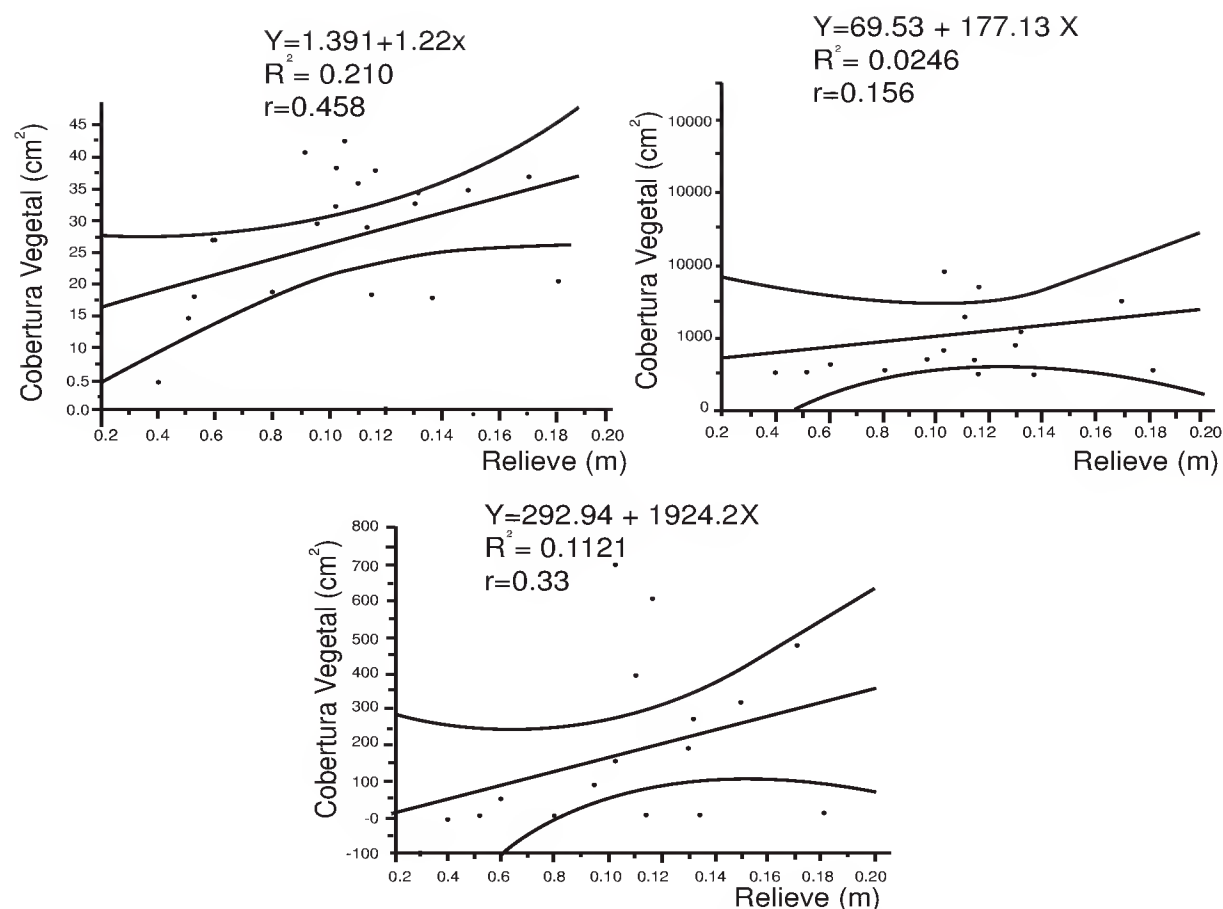 Y=1.391+1.22x
R²= 0.210
r=0.458
Cobertura Vegetal (cm²)
45
40
35
30
25
20
15
10
0.5
0.0
0.2 0.4 0.6 0.8 0.10 0.12 0.14 0.16 0.18 0.20
Relieve (m)
Y=69.53 + 177.13 X
R²= 0.0246
r=0.156
Cobertura Vegetal (cm²)
10000
10000
10000
1000
0
0.2 0.4 0.6 0.8 0.10 0.12 0.14 0.16 0.18 0.20
Relieve (m)
Y=292.94 + 1924.2X
R²= 0.1121
r=0.33
Cobertura Vegetal (cm²)
800
700
600
500
400
300
200
100
-0
-100
0.2 0.4 0.6 0.8 0.10 0.12 0.14 0.16 0.18 0.20
Relieve (m)